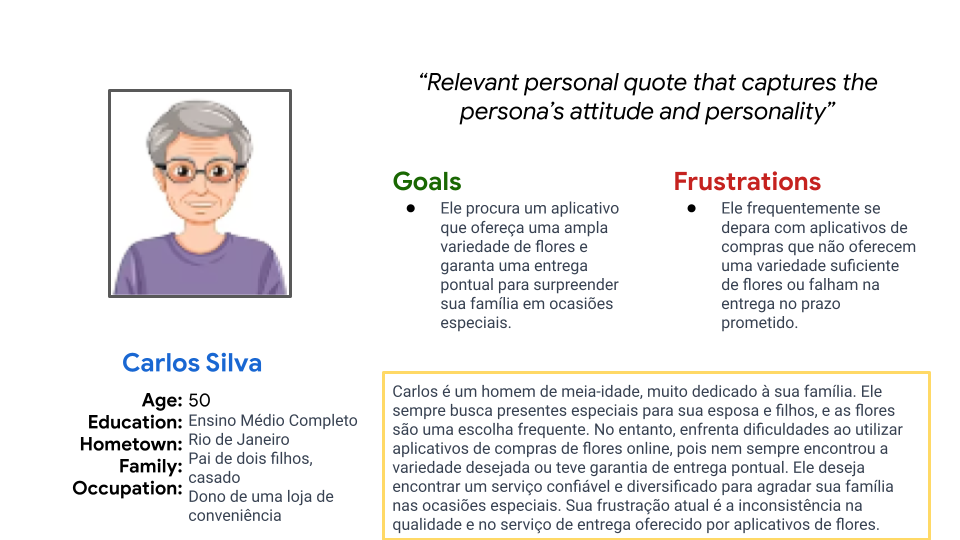 “Relevant personal quote that captures the
persona’s attitude and personality”
Goals
● Ele procura um aplicativo
que ofereça uma ampla
variedade de flores e
garanta uma entrega
pontual para surpreender
sua família em ocasiões
especiais.
Frustrations
● Ele frequentemente se
depara com aplicativos de
compras que não oferecem
uma variedade suficiente
de flores ou falham na
entrega no prazo
prometido.
Carlos Silva
Age: 50
Education: Ensino Médio Completo
Hometown: Rio de Janeiro
Family: Pai de dois filhos,
casado
Occupation: Dono de uma loja de
conveniência
Carlos é um homem de meia-idade, muito dedicado à sua família. Ele
sempre busca presentes especiais para sua esposa e filhos, e as flores
são uma escolha frequente. No entanto, enfrenta dificuldades ao utilizar
aplicativos de compras de flores online, pois nem sempre encontrou a
variedade desejada ou teve garantia de entrega pontual. Ele deseja
encontrar um serviço confiável e diversificado para agradar sua família
nas ocasiões especiais. Sua frustração atual é a inconsistência na
qualidade e no serviço de entrega oferecido por aplicativos de flores.